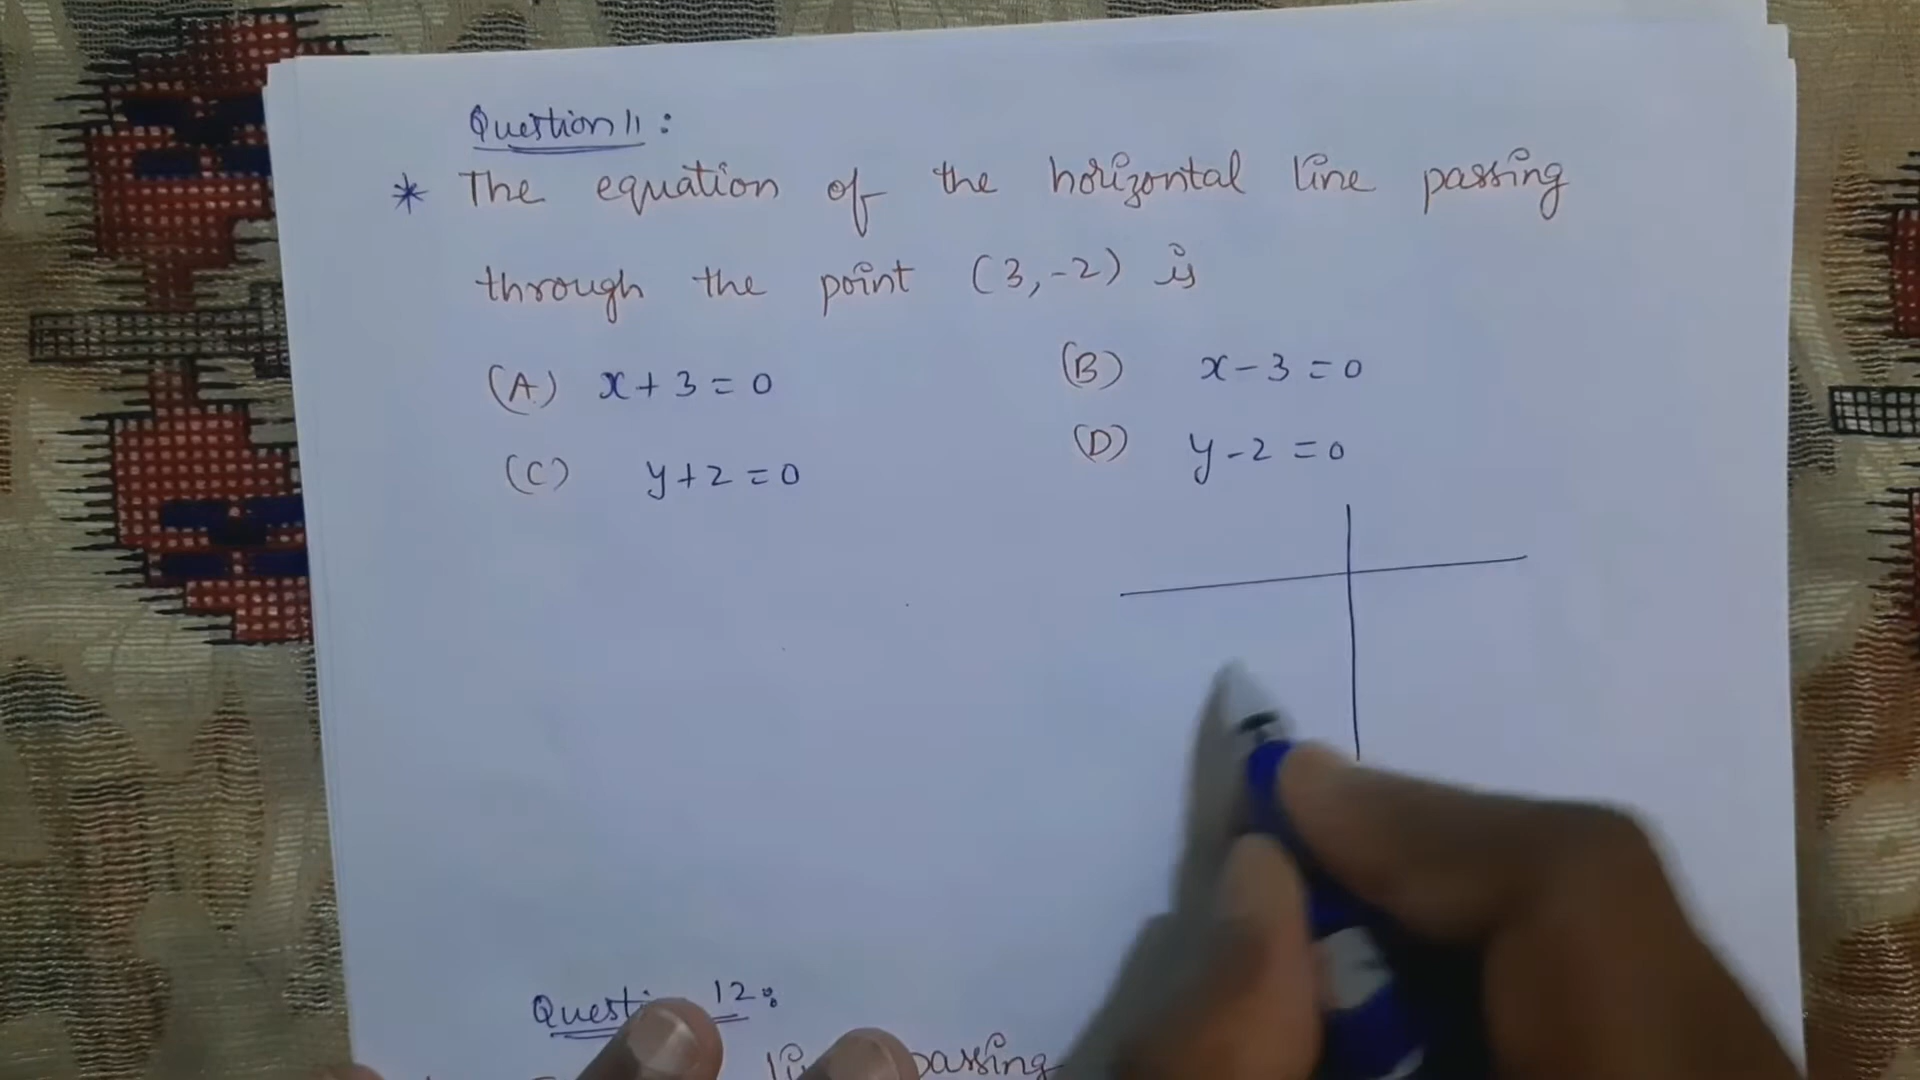 Question 11 :
* The equation of the horizontal line passing
through the point (3,-2) is
(A) x + 3 = 0 (B) x - 3 = 0
(C) y + 2 = 0 (D) y - 2 = 0
12:
passing